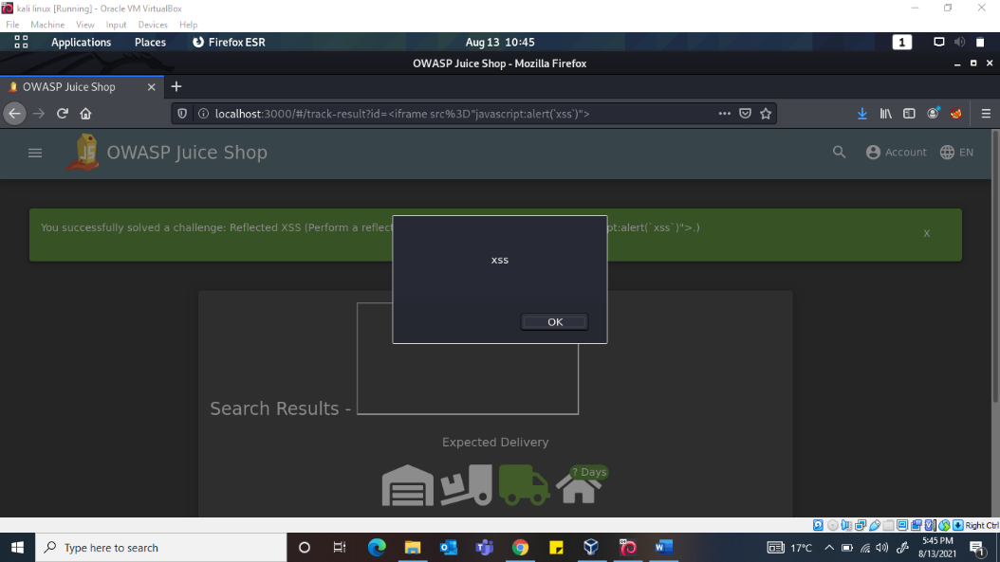 kali linux [Running] - Oracle VM VirtualBox
File Machine View Input Devices Help
Applications Places Firefox ESR Aug 13 10:45 1
OWASP Juice Shop - Mozilla Firefox
OWASP Juice Shop
localhost:3000/#/track-result?id=<iframe src%3D"javascript:alert(`xss`)">
OWASP Juice Shop Account EN
You successfully solved a challenge: Reflected XSS (Perform a reflect pt:alert(`xss`)">.) X
xss
OK
Search Results -
Expected Delivery
? Days
Right Ctrl
Type here to search 17°C 5:45 PM
8/13/2021
1